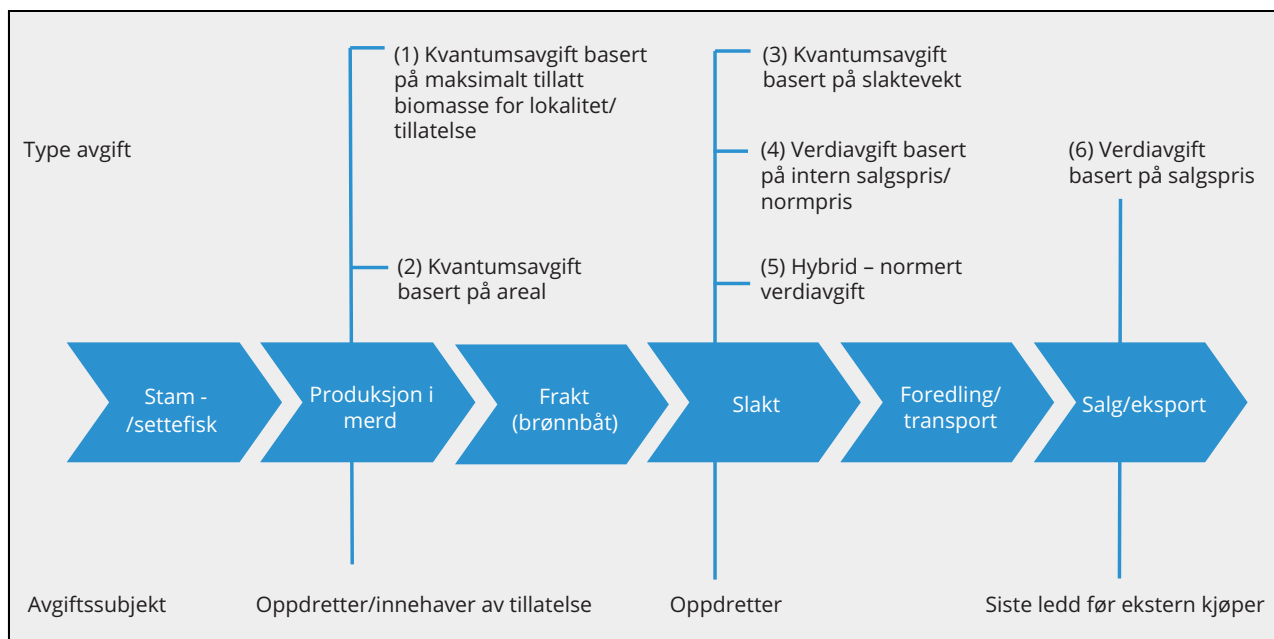 (1) Kvantumsavgift basert
på maksimalt tillatt
biomasse for lokalitet/
tillatelse
(3) Kvantumsavgift
basert på slaktevekt
Type avgift
(4) Verdiavgift basert
på intern salgspris/
normpris
(6) Verdiavgift
basert på salgspris
(2) Kvantumsavgift
basert på areal
(5) Hybrid – normert
verdiavgift
Stam -
/settefisk
Produksjon i
merd
Frakt
(brønnbåt)
Slakt
Foredling/
transport
Salg/eksport
Avgiftssubjekt
Oppdretter/innehaver av tillatelse
Oppdretter
Siste ledd før ekstern kjøper